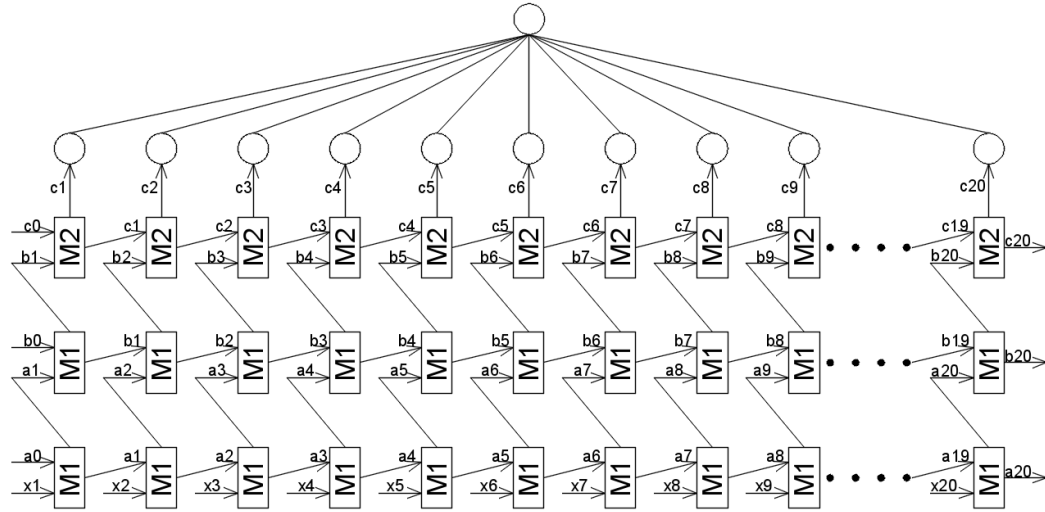 c1 c2 c3 c4 c5 c6 c7 c8 c9 c20
c0 c1 c2 c3 c4 c5 c6 c7 c8 c19
M2 M2 M2 M2 M2 M2 M2 M2 M2 M2 c20
b1 b2 b3 b4 b5 b6 b7 b8 b9 b20
b0 b1 b2 b3 b4 b5 b6 b7 b8 b19
M1 M1 M1 M1 M1 M1 M1 M1 M1 M1 b20
a1 a2 a3 a4 a5 a6 a7 a8 a9 a20
a0 a1 a2 a3 a4 a5 a6 a7 a8 a19
M1 M1 M1 M1 M1 M1 M1 M1 M1 M1 a20
x1 x2 x3 x4 x5 x6 x7 x8 x9 x20